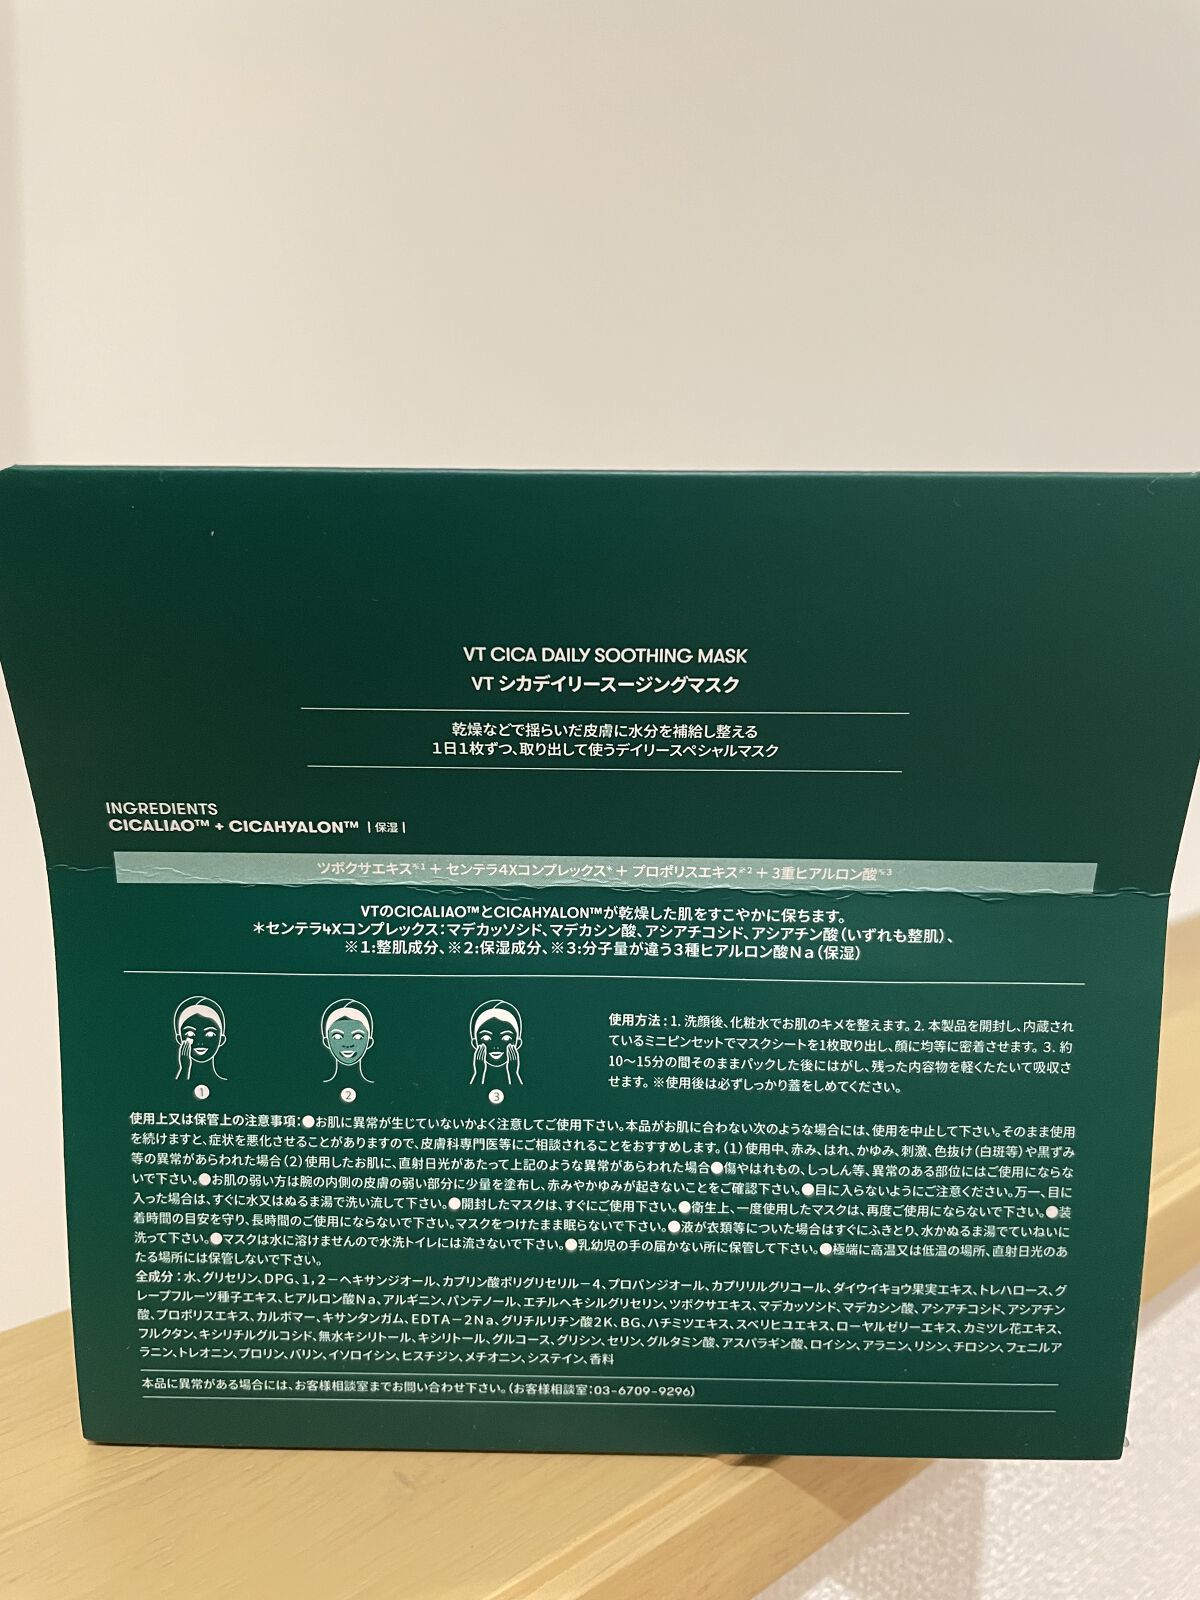 VT CICA DAILY SOOTHING MASK
VT シカデイリースージングマスク
乾燥などで揺らいだ皮膚に水分を補給し整える
1日1枚ずつ、取り出して使うデイリースペシャルマスク
INGREDIENTS
CICALIAO™ + CICAHYALON™ |保湿|
ツボクサエキス※1 + センテラ4Xコンプレックス* + プロポリスエキス※2 + 3重ヒアルロン酸※3
VTのCICALIAO™とCICAHYALON™が乾燥した肌をすこやかに保ちます。
*センテラ4Xコンプレックス:マデカッソシド、マデカシン酸、アシアチコシド、アシアチン酸(いずれも整肌)、
※1:整肌成分、※2:保湿成分、※3:分子量が違う3種ヒアルロン酸Na(保湿)
使用方法:1. 洗顔後、化粧水でお肌のキメを整えます。2. 本製品を開封し、内蔵され
ているミニピンセットでマスクシートを1枚取り出し、顔に均等に密着させます。3. 約
10~15分の間そのままパックした後にはがし、残った内容物を軽くたたいて吸収さ
せます。※使用後は必ずしっかり蓋をしめてください。
1
2
3
使用上又は保管上の注意事項:●お肌に異常が生じていないかよく注意してご使用下さい。本品がお肌に合わない次のような場合には、使用を中止して下さい。そのまま使用
を続けますと、症状を悪化させることがありますので、皮膚科専門医等にご相談されることをおすすめします。(1)使用中、赤み、はれ、かゆみ、刺激、色抜け(白斑等)や黒ずみ
等の異常があらわれた場合(2)使用したお肌に、直射日光があたって上記のような異常があらわれた場合●傷やはれもの、しっしん等、異常のある部位にはご使用にならな
いで下さい。●お肌の弱い方は腕の内側の皮膚の弱い部分に少量を塗布し、赤みやかゆみが起きないことをご確認下さい。●目に入らないようにご注意ください。万一、目に
入った場合は、すぐに水又はぬるま湯で洗い流して下さい。●開封したマスクは、すぐにご使用下さい。●衛生上、一度使用したマスクは、再度ご使用にならないで下さい。●装
着時間の目安を守り、長時間のご使用にならないで下さい。マスクをつけたまま眠らないで下さい。●液が衣類等についた場合はすぐにふきとり、水かぬるま湯でていねいに
洗って下さい。●マスクは水に溶けませんので水洗トイレには流さないで下さい。●乳幼児の手の届かない所に保管して下さい。●極端に高温又は低温の場所、直射日光のあ
たる場所には保管しないで下さい。
全成分:水、グリセリン、DPG、1,2-ヘキサンジオール、カプリン酸ポリグリセリル-4、プロパンジオール、カプリリルグリコール、ダイウイキョウ果実エキス、トレハロース、グ
レープフルーツ種子エキス、ヒアルロン酸Na、アルギニン、パンテノール、エチルヘキシルグリセリン、ツボクサエキス、マデカッソシド、マデカシン酸、アシアチコシド、アシアチン
酸、プロポリスエキス、カルボマー、キサンタンガム、EDTA-2Na、グリチルリチン酸2K、BG、ハチミツエキス、スベリヒユエキス、ローヤルゼリーエキス、カミツレ花エキス、
フルクタン、キシリチルグルコシド、無水キシリトール、キシリトール、グルコース、グリシン、セリン、グルタミン酸、アスパラギン酸、ロイシン、アラニン、リシン、チロシン、フェニルア
ラニン、トレオニン、プロリン、バリン、イソロイシン、ヒスチジン、メチオニン、システイン、香料
本品に異常がある場合には、お客様相談室までお問い合わせ下さい。(お客様相談室:03-6709-9296)